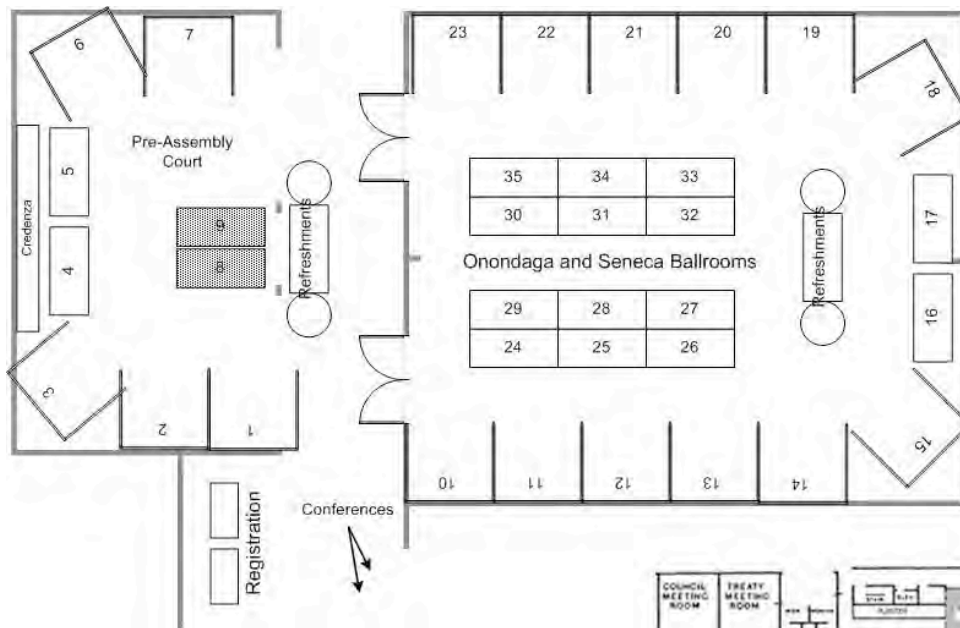 6
7
23
22
21
20
19
18
Pre-Assembly
Court
5
4
Credenza
9
8
Refreshments
35
34
33
30
31
32
17
Onondaga and Seneca Ballrooms
Refreshments
29
28
27
24
25
26
16
3
2
1
10
11
12
13
14
15
Registration
Conferences
COUNCIL
MEETING
ROOM
TREATY
MEETING
ROOM